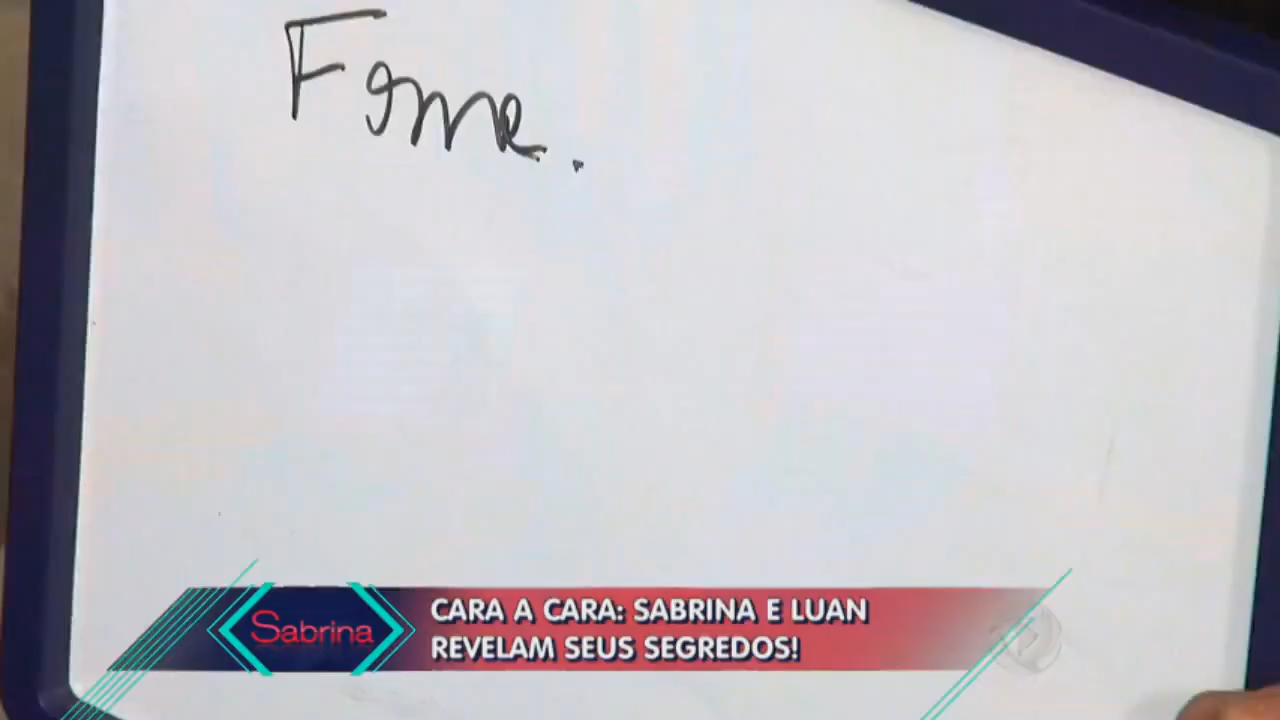 Fome.
Sabrina
CARA A CARA: SABRINA E LUAN
REVELAM SEUS SEGREDOS!